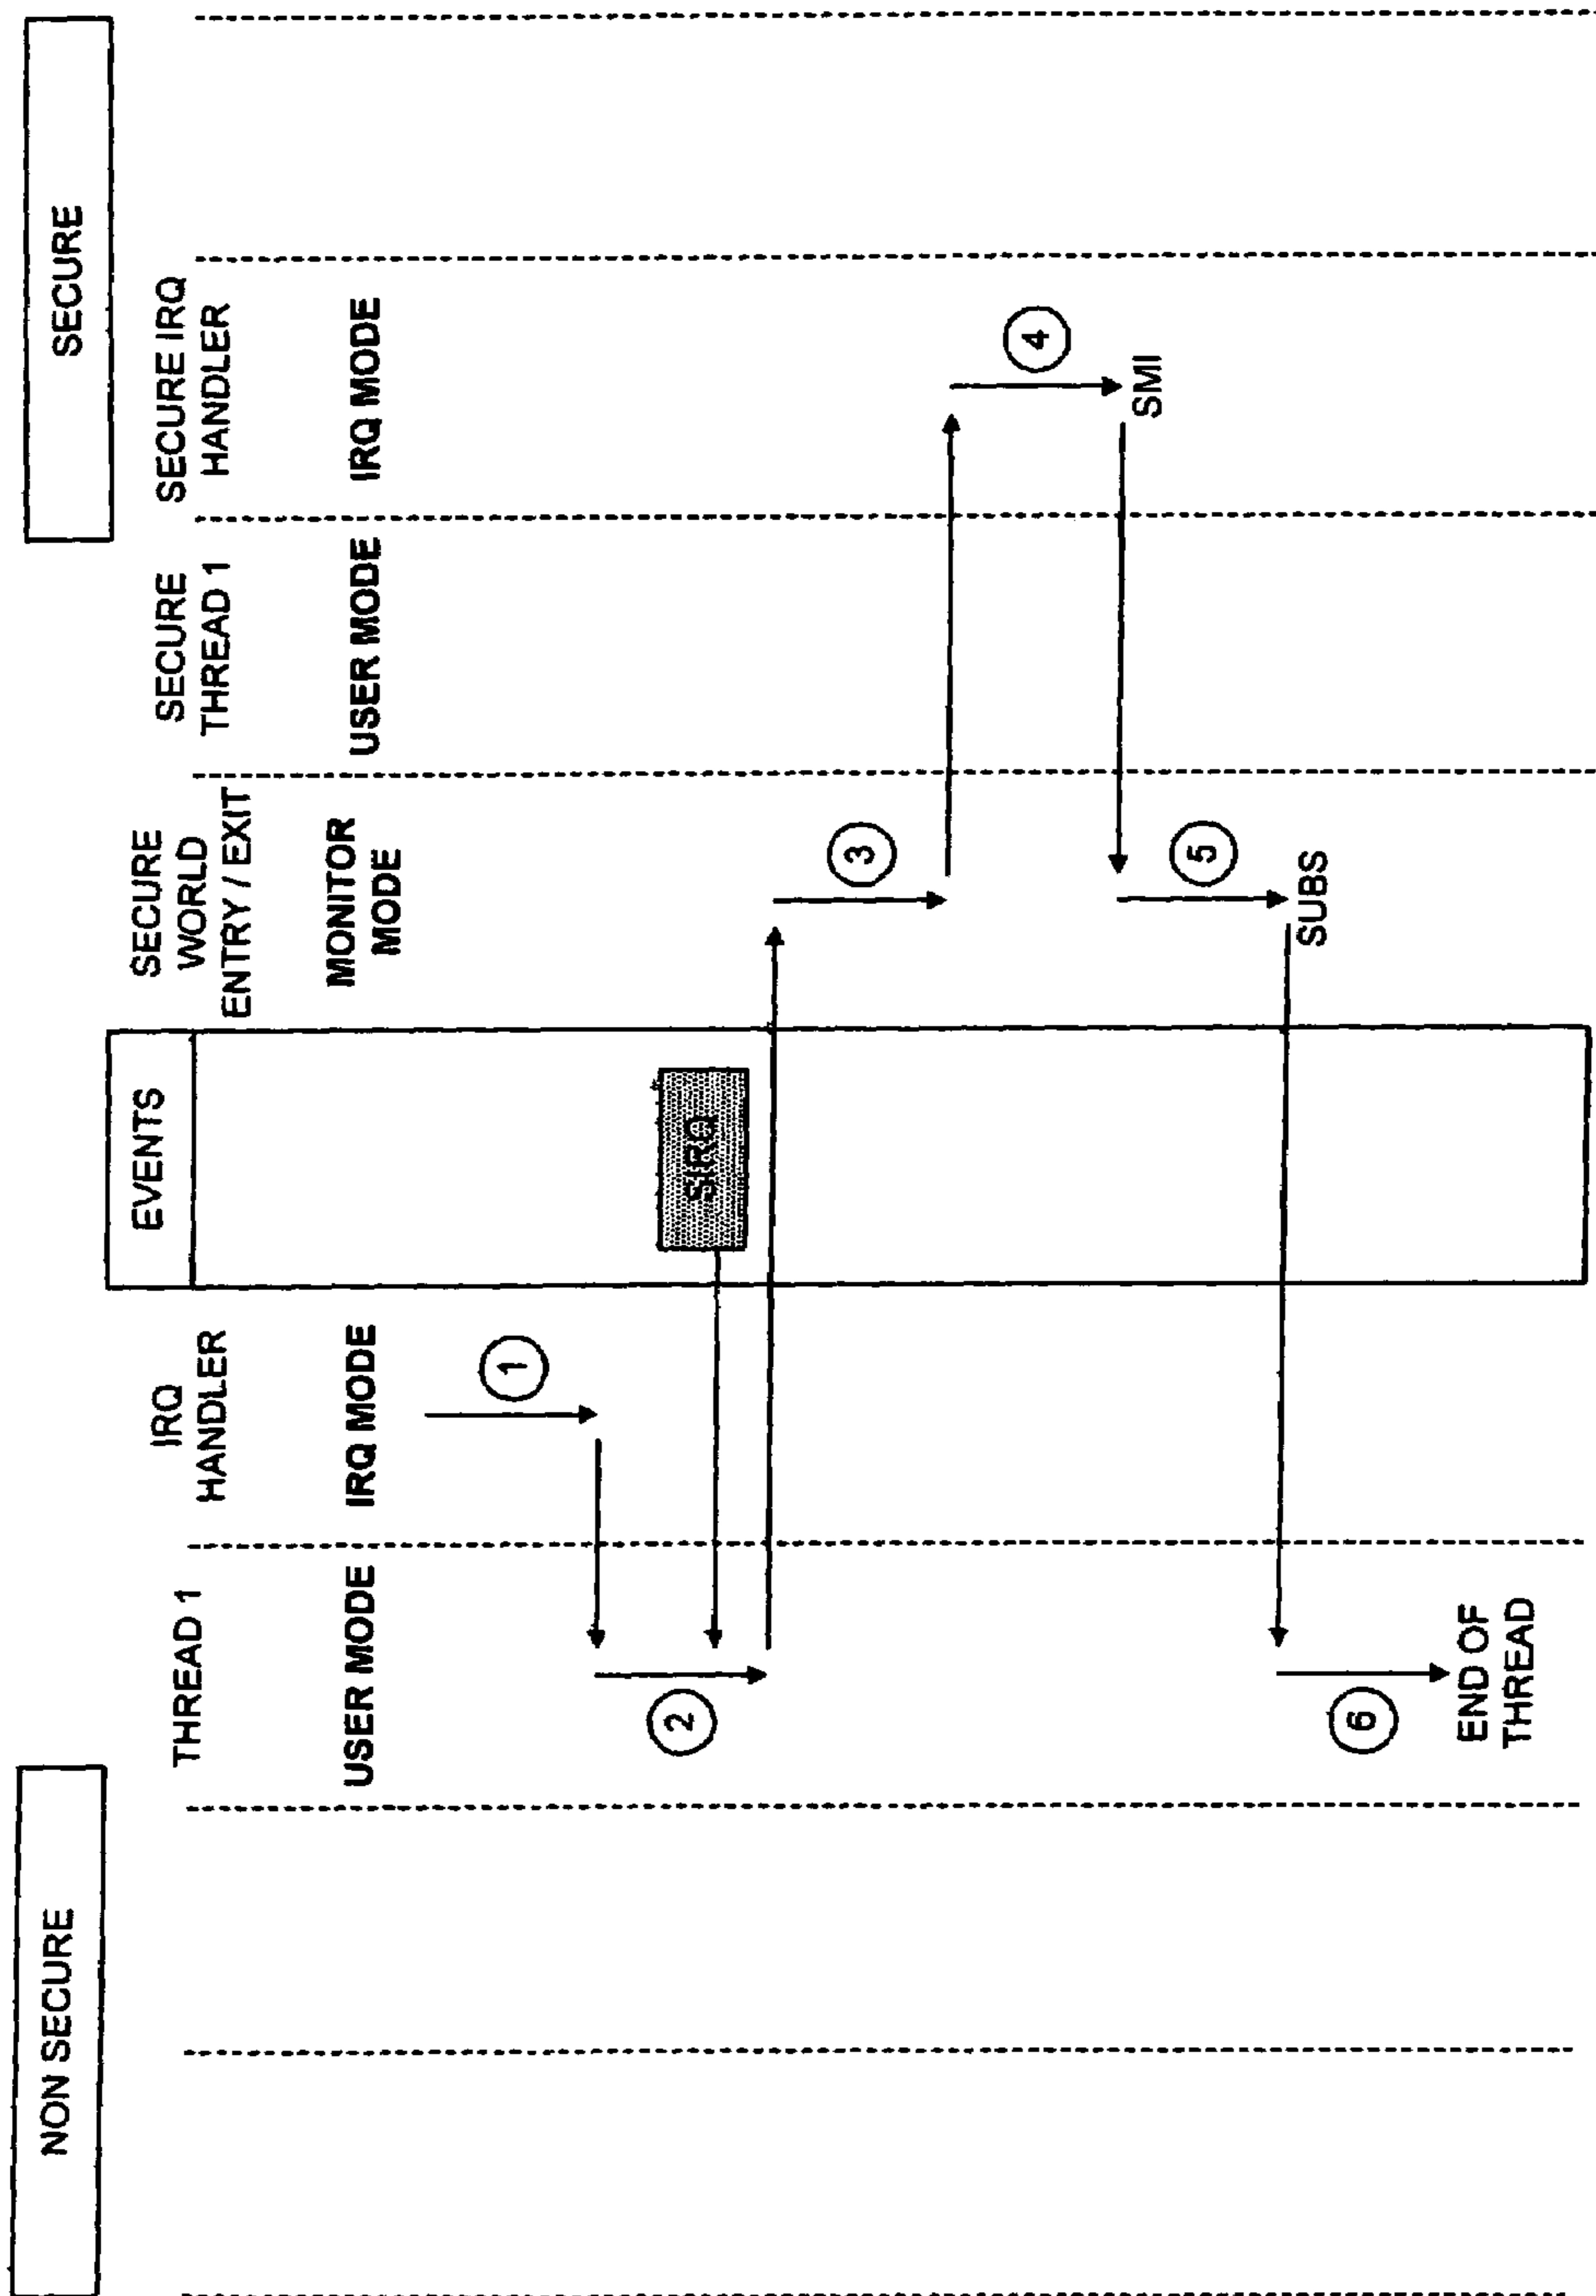 NON SECURE
SECURE
EVENTS
THREAD 1
IRQ
HANDLER
SECURE
WORLD
ENTRY / EXIT
SECURE
THREAD 1
SECURE IRQ
HANDLER
USER MODE
IRQ MODE
MONITOR
MODE
USER MODE
IRQ MODE
1
2
SIRQ
3
4
SMI
5
SUBS
6
END OF
THREAD